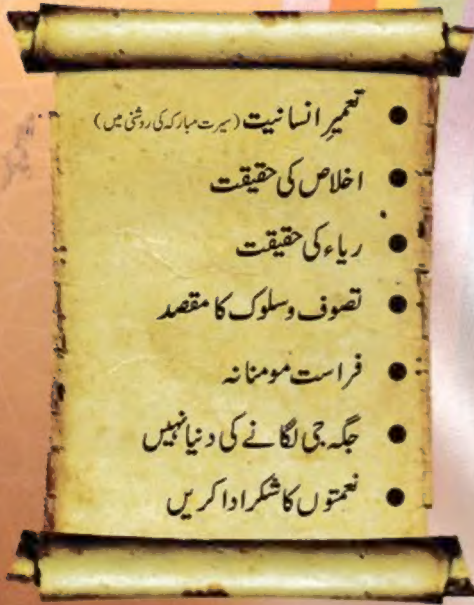 ● تعمیرِ انسانیت (سیرت مبارکہ کی روشنی میں)
● اخلاص کی حقیقت
● ریاء کی حقیقت
● تصوف و سلوک کا مقصد
● فراست مومنانہ
● جگہ جی لگانے کی دنیا نہیں
● نعمتوں کا شکر ادا کریں